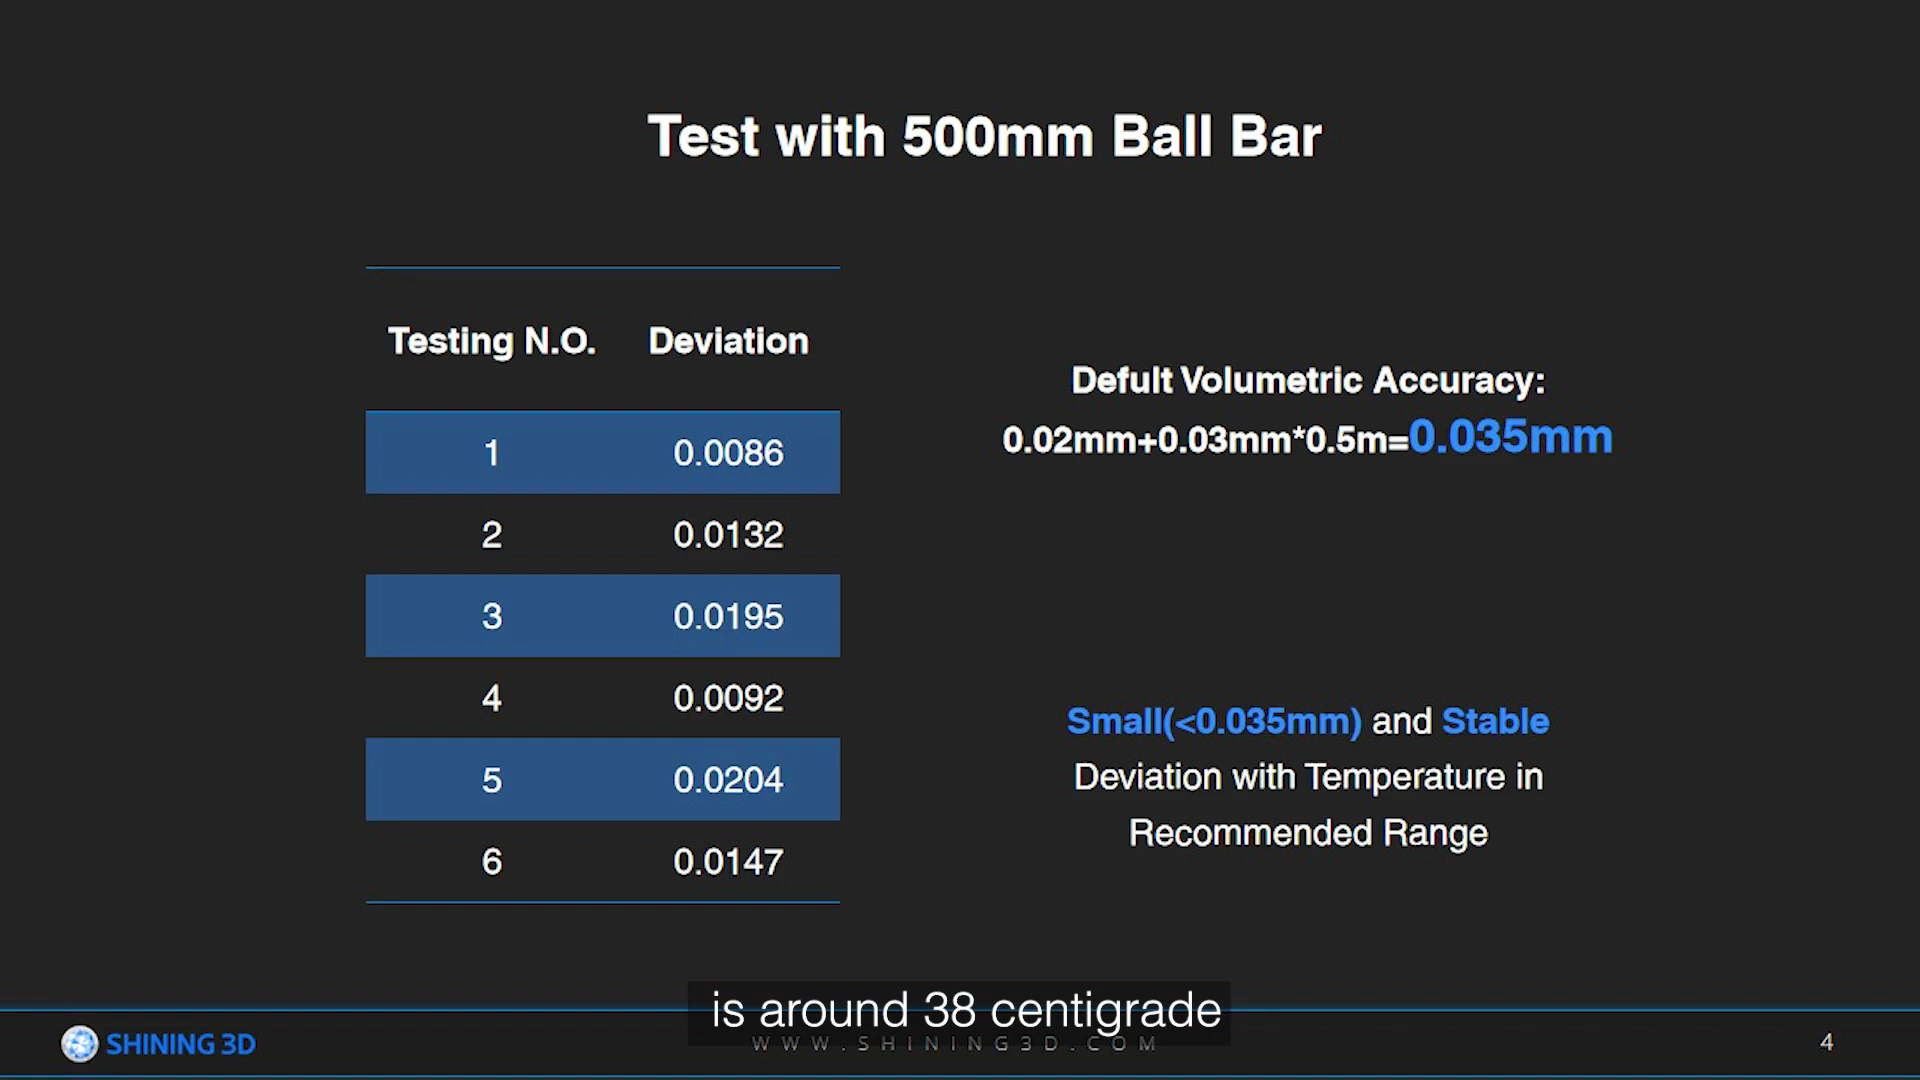 Test with 500mm Ball Bar
Testing N.O. Deviation
1 0.0086
2 0.0132
3 0.0195
4 0.0092
5 0.0204
6 0.0147
Defult Volumetric Accuracy:
0.02mm+0.03mm*0.5m=0.035mm
Small(<0.035mm) and Stable
Deviation with Temperature in
Recommended Range
is around 38 centigrade
SHINING 3D
WWW.SHINING3D.COM
4